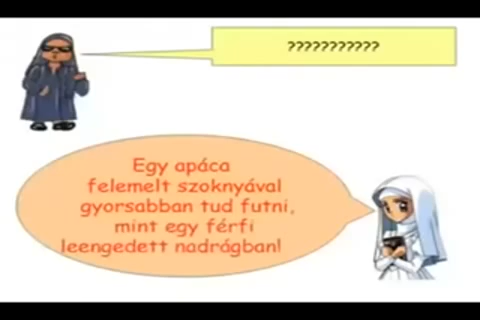 ???????????
Egy apáca
felemelt szoknyával
gyorsabban tud futni,
mint egy férfi
leengedett nadrágban!